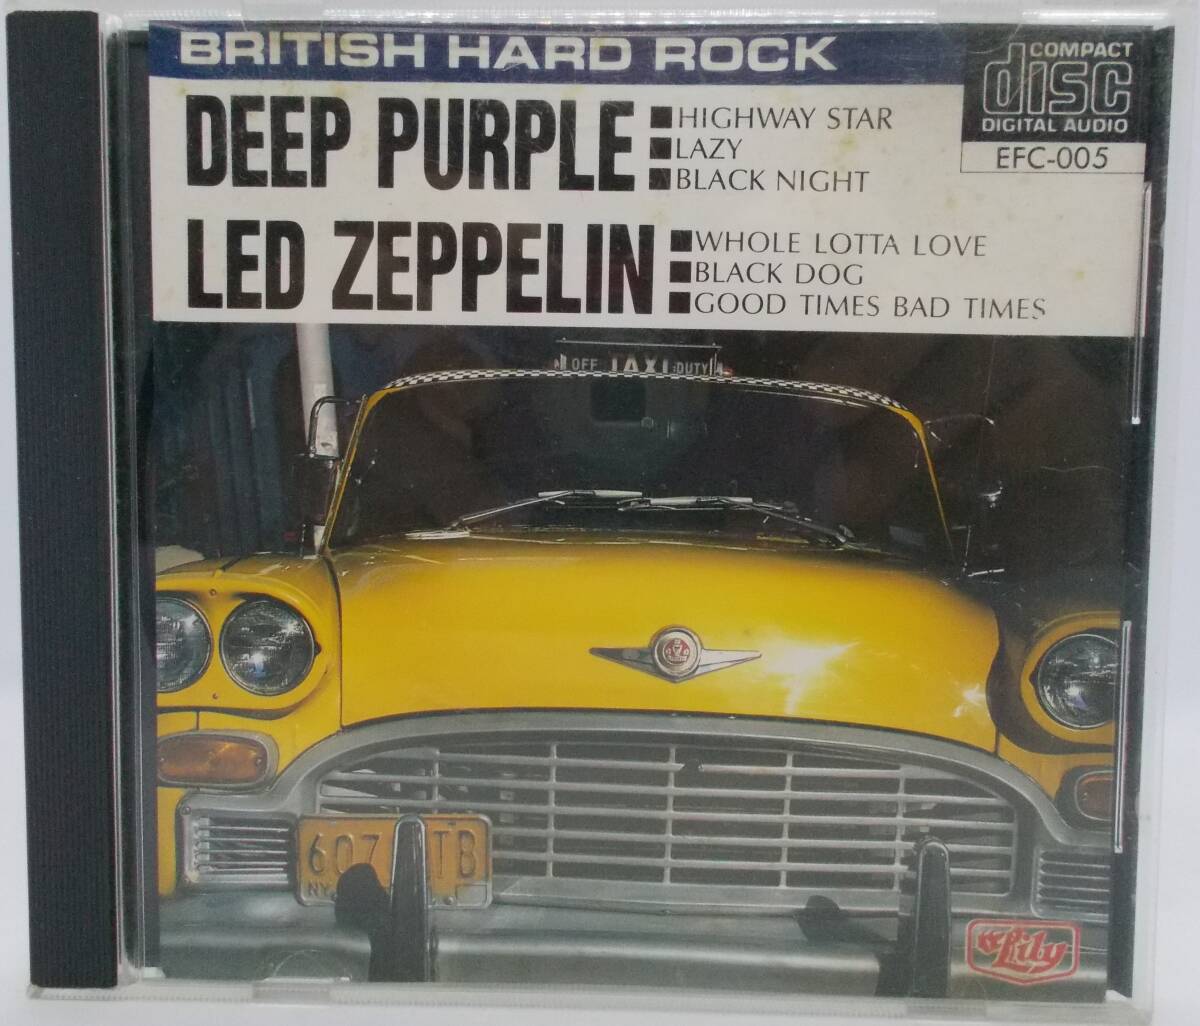 BRITISH HARD ROCK
COMPACT
disc
DIGITAL AUDIO
EFC-005
DEEP PURPLE
HIGHWAY STAR
LAZY
BLACK NIGHT
LED ZEPPELIN
WHOLE LOTTA LOVE
BLACK DOG
GOOD TIMES BAD TIMES
OFF TAXI DUTY
607 TB
NY
Lily